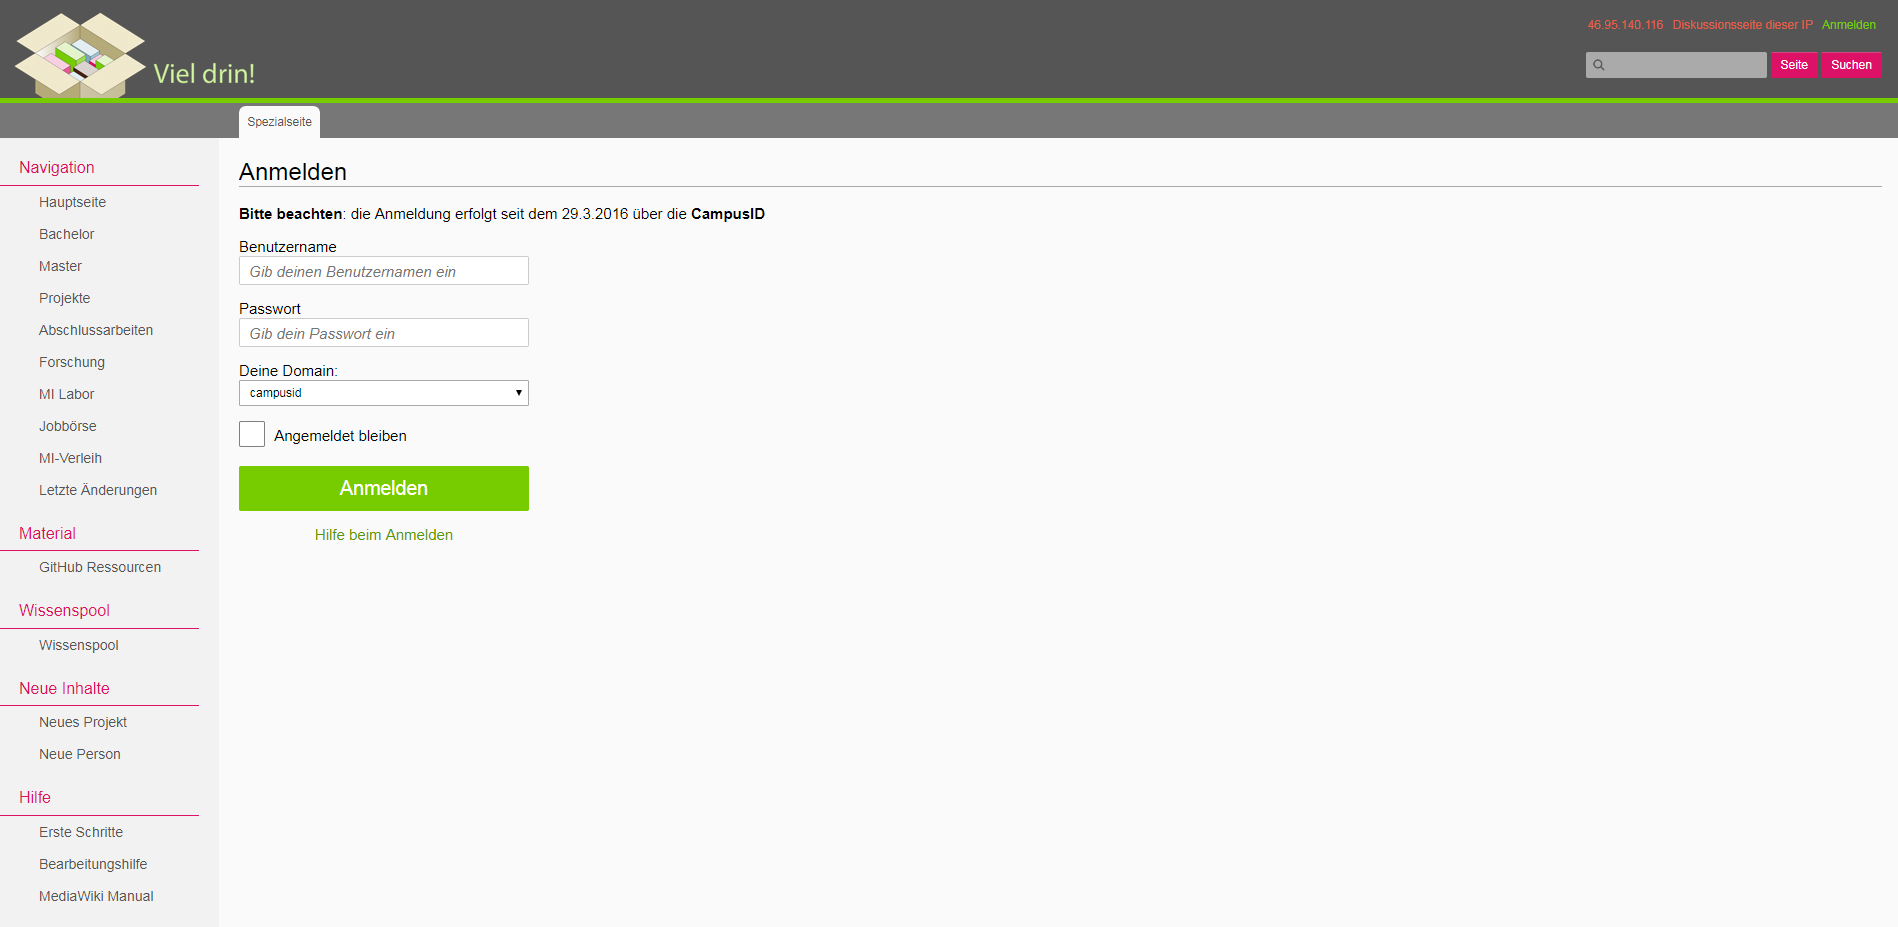 46.95.140.116 Diskussionsseite dieser IP Anmelden
Viel drin!
Seite Suchen
Spezialseite
Navigation
Hauptseite
Bachelor
Master
Projekte
Abschlussarbeiten
Forschung
MI Labor
Jobbörse
MI-Verleih
Letzte Änderungen
Material
GitHub Ressourcen
Wissenspool
Wissenspool
Neue Inhalte
Neues Projekt
Neue Person
Hilfe
Erste Schritte
Bearbeitungshilfe
MediaWiki Manual
Anmelden
Bitte beachten: die Anmeldung erfolgt seit dem 29.3.2016 über die CampusID
Benutzername
Gib deinen Benutzernamen ein
Passwort
Gib dein Passwort ein
Deine Domain:
campusid
Angemeldet bleiben
Anmelden
Hilfe beim Anmelden